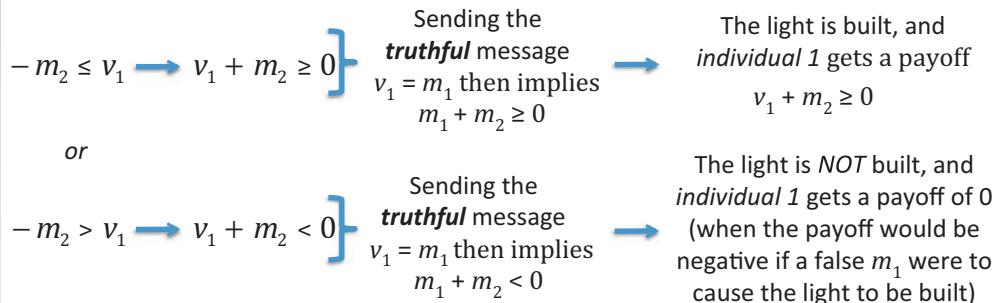 − m₂ ≤ v₁ → v₁ + m₂ ≥ 0
Sending the
truthful message
v₁ = m₁ then implies
m₁ + m₂ ≥ 0
→
The light is built, and
individual 1 gets a payoff
v₁ + m₂ ≥ 0
or
− m₂ > v₁ → v₁ + m₂ < 0
Sending the
truthful message
v₁ = m₁ then implies
m₁ + m₂ < 0
→
The light is NOT built, and
individual 1 gets a payoff of 0
(when the payoff would be
negative if a false m₁ were to
cause the light to be built)